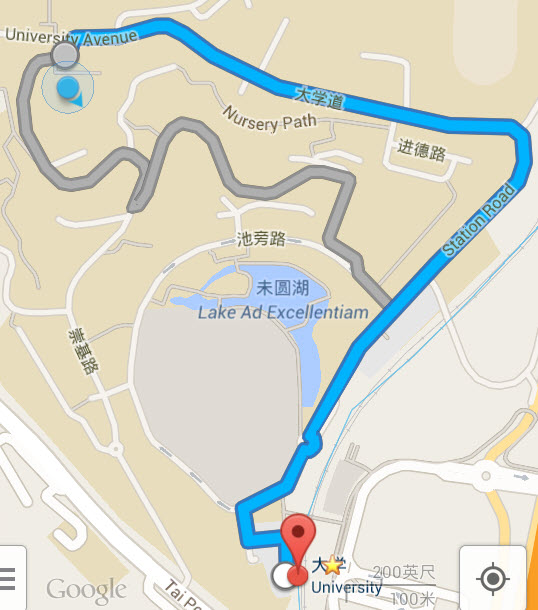 University Avenue
大学道
Nursery Path
进德路
Station Road
池旁路
未圆湖
Lake Ad Excellentiam
崇基路
大学
University
200英尺
100米
Google
Tai Po